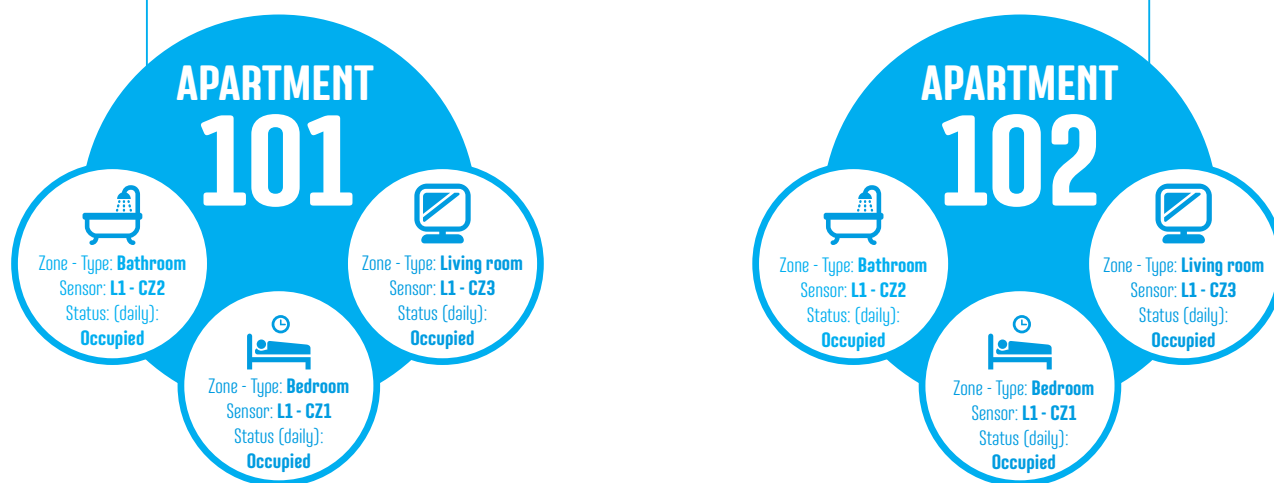 APARTMENT
101
Zone - Type: Bathroom
Sensor: L1 - CZ2
Status: (daily):
Occupied
Zone - Type: Living room
Sensor: L1 - CZ3
Status (daily):
Occupied
Zone - Type: Bedroom
Sensor: L1 - CZ1
Status (daily):
Occupied
APARTMENT
102
Zone - Type: Bathroom
Sensor: L1 - CZ2
Status: (daily):
Occupied
Zone - Type: Living room
Sensor: L1 - CZ3
Status (daily):
Occupied
Zone - Type: Bedroom
Sensor: L1 - CZ1
Status (daily):
Occupied